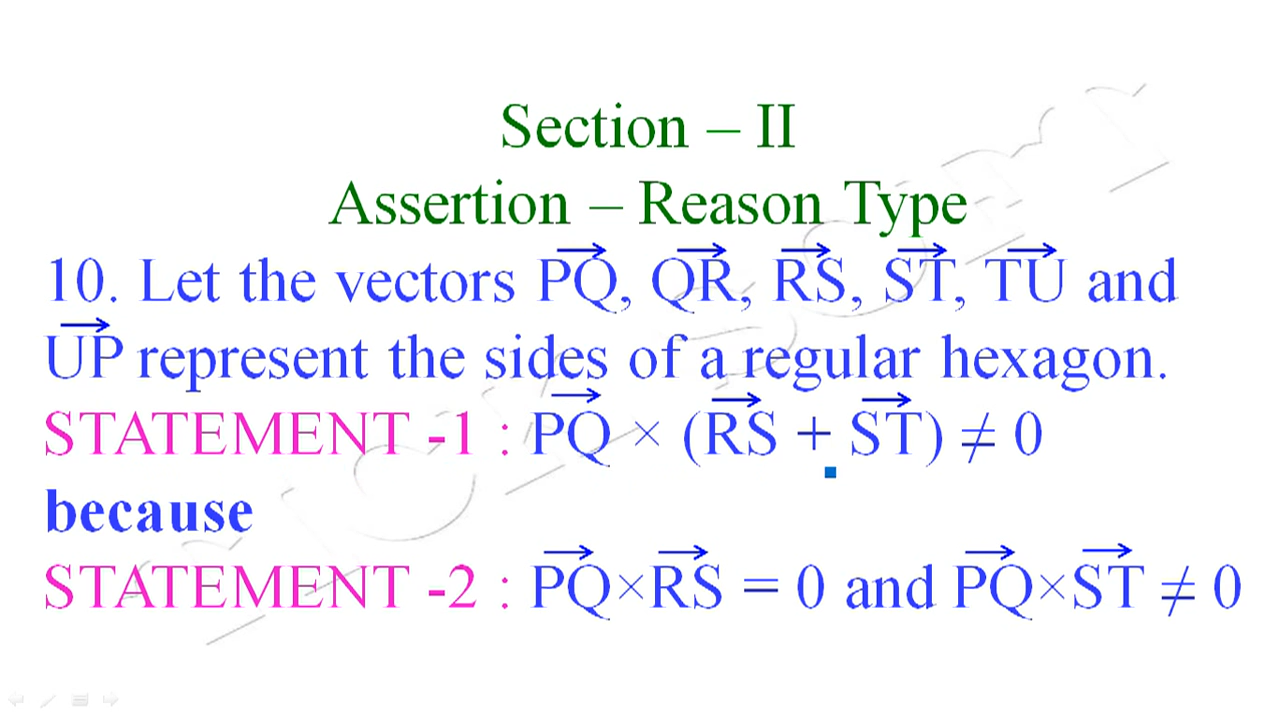 Section – II
Assertion – Reason Type
10. Let the vectors PQ⃗, QR⃗, RS⃗, ST⃗, TU⃗ and
UP⃗ represent the sides of a regular hexagon.
STATEMENT -1 : PQ⃗ × (RS⃗ + ST⃗) ≠ 0
because
STATEMENT -2 : PQ⃗×RS⃗ = 0 and PQ⃗×ST⃗ ≠ 0